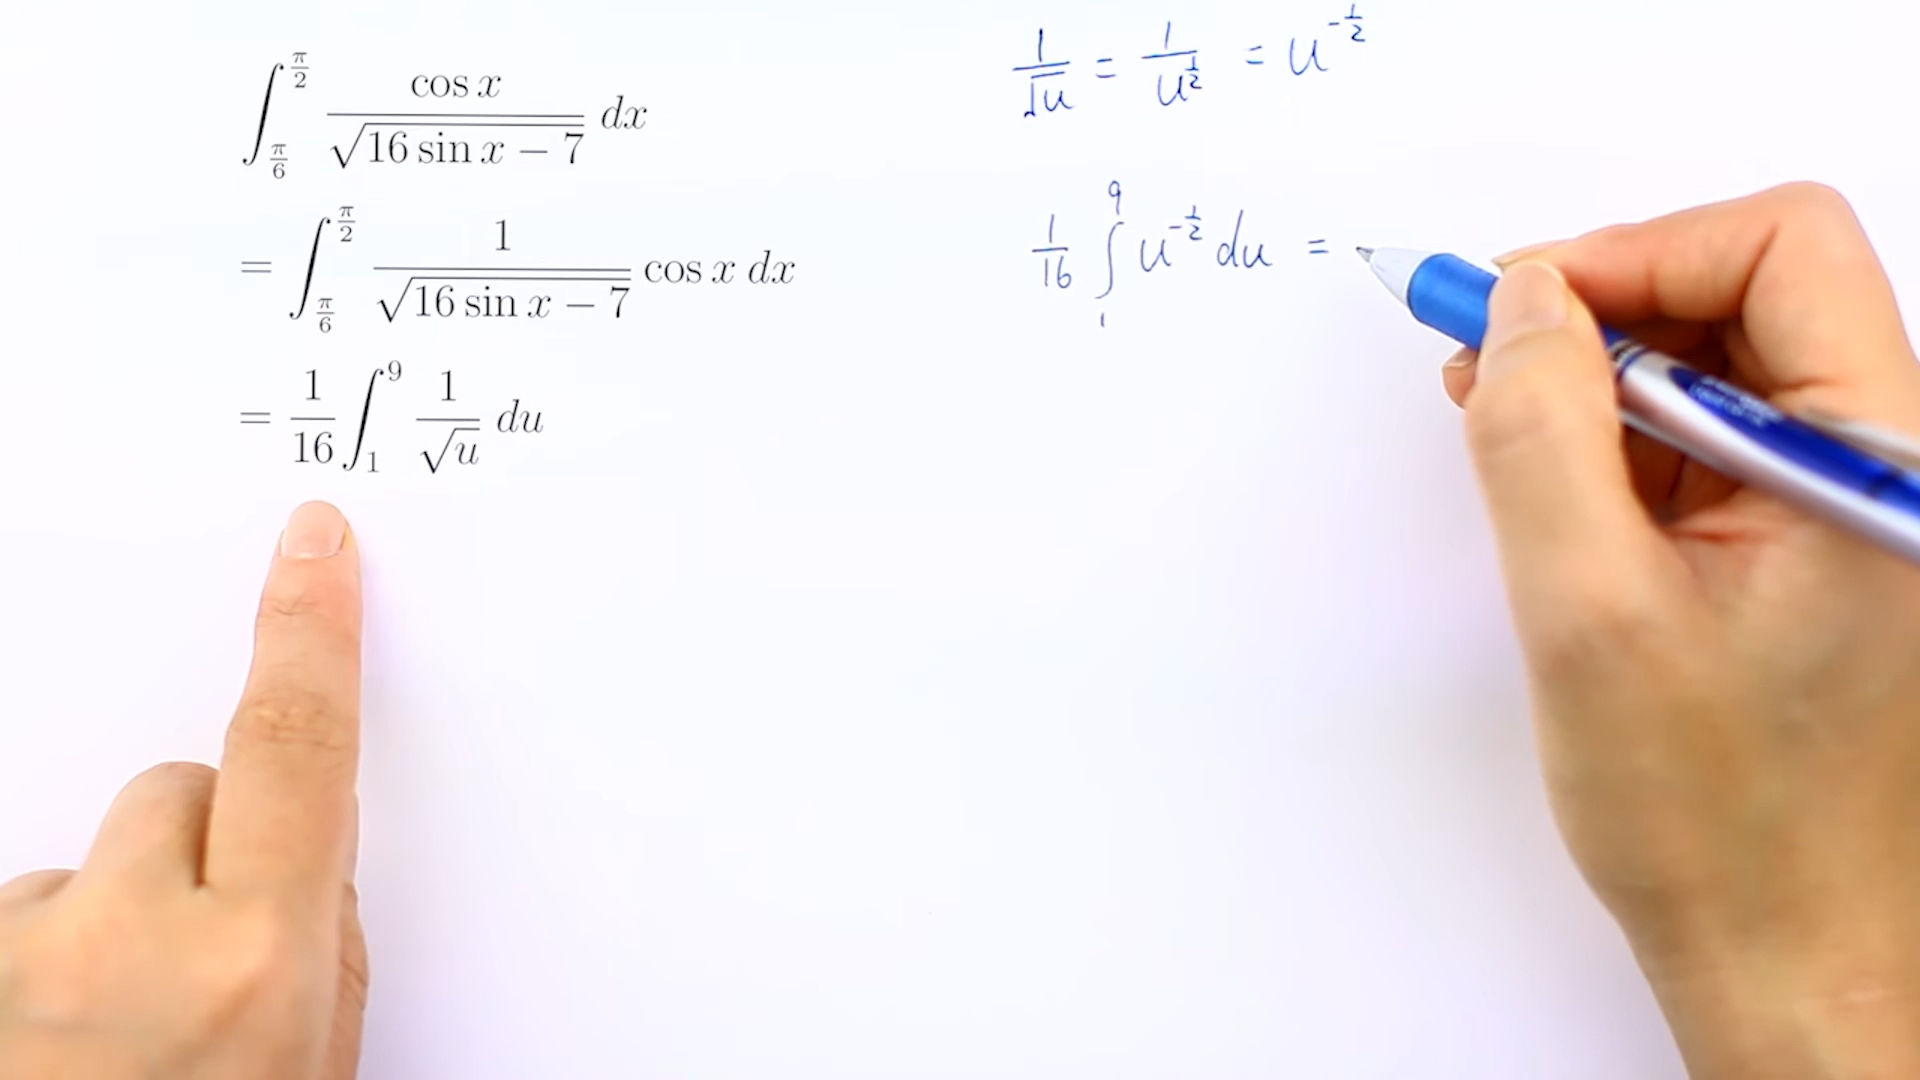 ∫_{π/6}^{π/2} cos x / √(16 sin x − 7) dx
= ∫_{π/6}^{π/2} 1 / √(16 sin x − 7) cos x dx
= 1/16 ∫_1^9 1/√u du
1/√u = 1/u^{1/2} = u^{-1/2}
1/16 ∫_1^9 u^{-1/2} du =